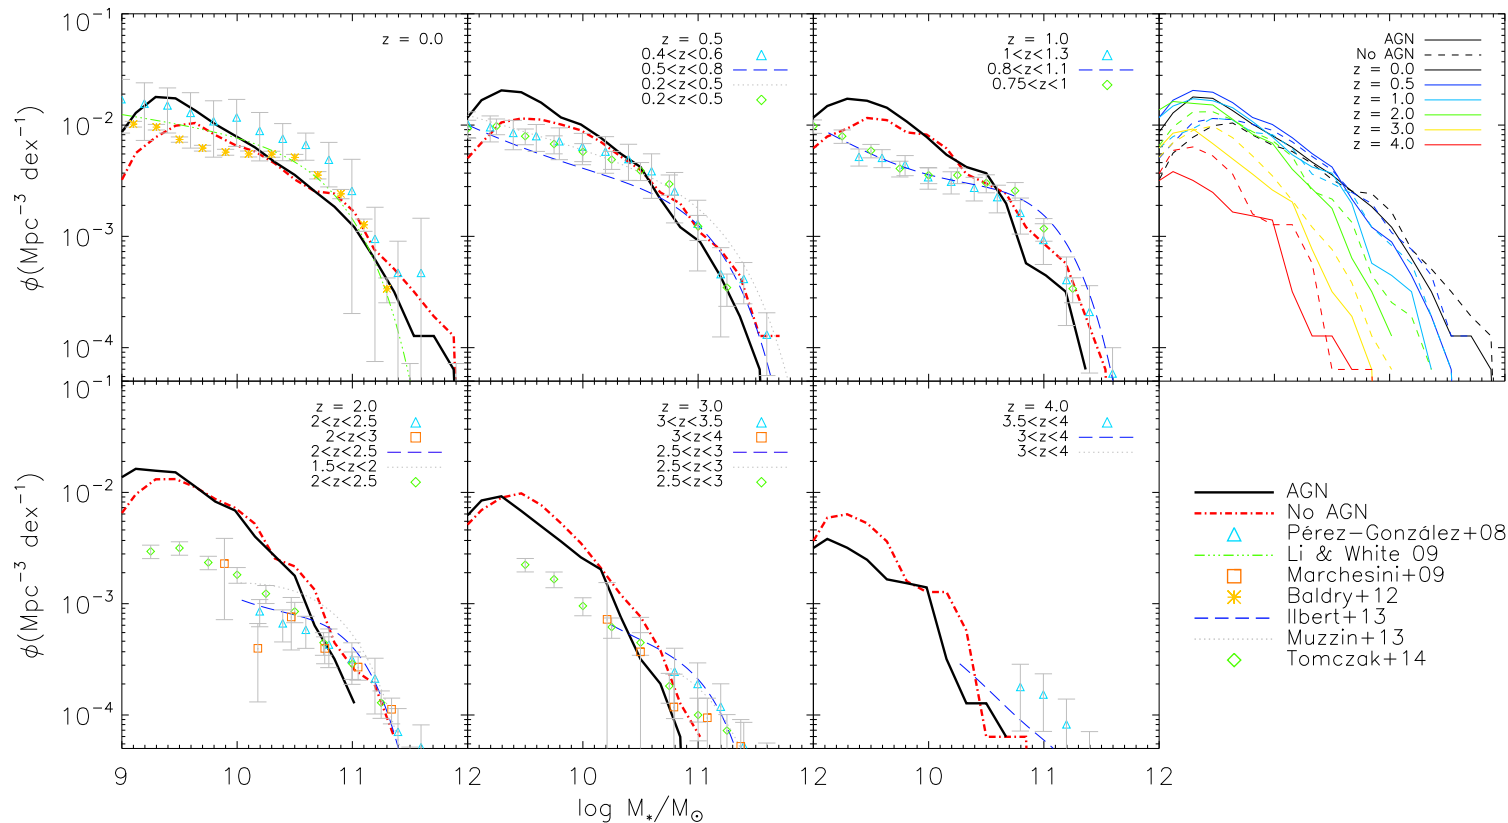 10⁻¹
10⁻²
10⁻³
10⁻⁴
ϕ(Mpc⁻³ dex⁻¹)
z = 0.0
z = 0.5
0.4<z<0.6
0.5<z<0.8
0.2<z<0.5
0.2<z<0.5
z = 1.0
1<z<1.3
0.8<z<1.1
0.75<z<1
AGN
No AGN
z = 0.0
z = 0.5
z = 1.0
z = 2.0
z = 3.0
z = 4.0
10⁻¹
10⁻²
10⁻³
10⁻⁴
ϕ(Mpc⁻³ dex⁻¹)
z = 2.0
2<z<2.5
2<z<3
2<z<2.5
1.5<z<2
2<z<2.5
z = 3.0
3<z<3.5
3<z<4
2.5<z<3
2.5<z<3
2.5<z<3
z = 4.0
3.5<z<4
3<z<4
3<z<4
AGN
No AGN
Pérez−González+08
Li & White 09
Marchesini+09
Baldry+12
Ilbert+13
Muzzin+13
Tomczak+14
9 10 11 12 10 11 12 10 11 12
log M*/M⊙